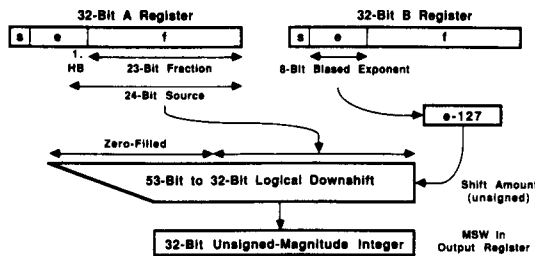 32-Bit A Register
32-Bit B Register
s e f
s e f
1.
HB
23-Bit Fraction
8-Bit Biased Exponent
24-Bit Source
e-127
Zero-Filled
53-Bit to 32-Bit Logical Downshift
Shift Amount
(unsigned)
32-Bit Unsigned-Magnitude Integer
MSW in
Output Register